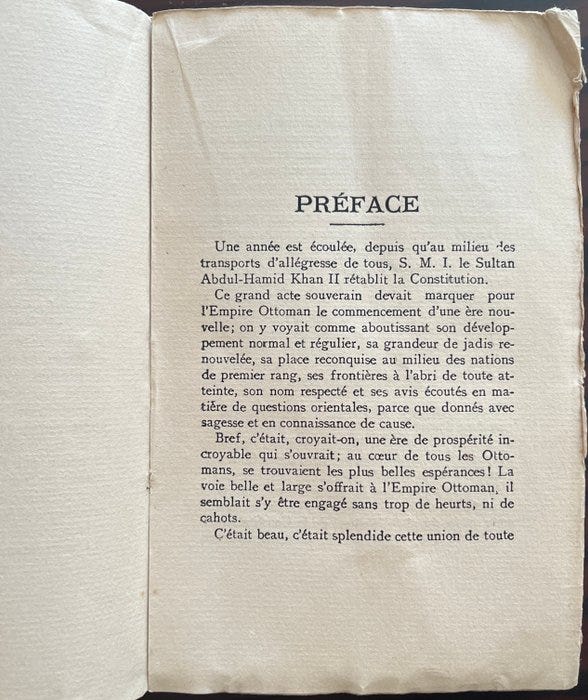 PRÉFACE
Une année est écoulée, depuis qu'au milieu des
transports d'allégresse de tous, S. M. I. le Sultan
Abdul-Hamid Khan II rétablit la Constitution.
Ce grand acte souverain devait marquer pour
l'Empire Ottoman le commencement d'une ère nou-
velle; on y voyait comme aboutissant son dévelop-
pement normal et régulier, sa grandeur de jadis re-
nouvelée, sa place reconquise au milieu des nations
de premier rang, ses frontières à l'abri de toute at-
teinte, son nom respecté et ses avis écoutés en ma-
tière de questions orientales, parce que donnés avec
sagesse et en connaissance de cause.
Bref, c'était, croyait-on, une ère de prospérité in-
croyable qui s'ouvrait; au cœur de tous les Otto-
mans, se trouvaient les plus belles espérances! La
voie belle et large s'offrait à l'Empire Ottoman, il
semblait s'y être engagé sans trop de heurts, ni de
cahots.
C'était beau, c'était splendide cette union de toute